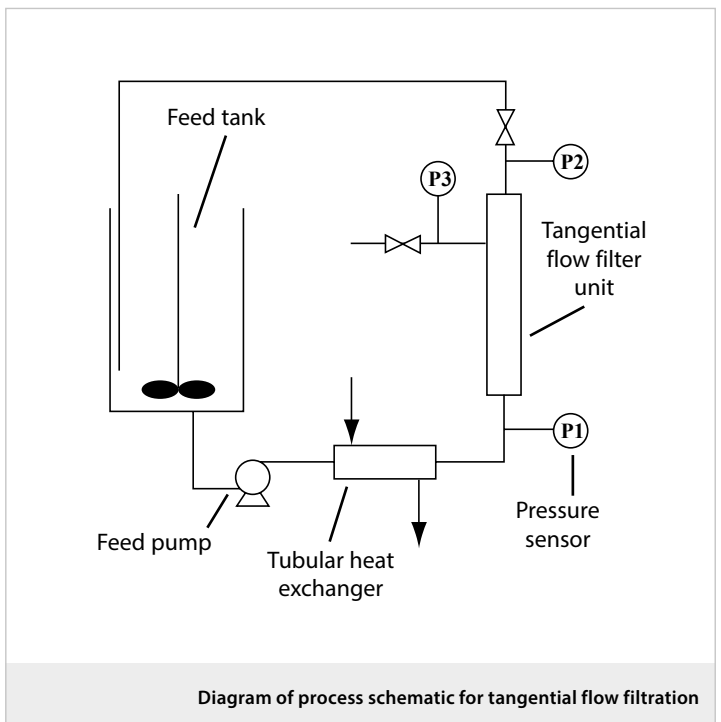 Feed tank
P2
P3
Tangential
flow filter
unit
P1
Pressure
sensor
Feed pump
Tubular heat
exchanger
Diagram of process schematic for tangential flow filtration